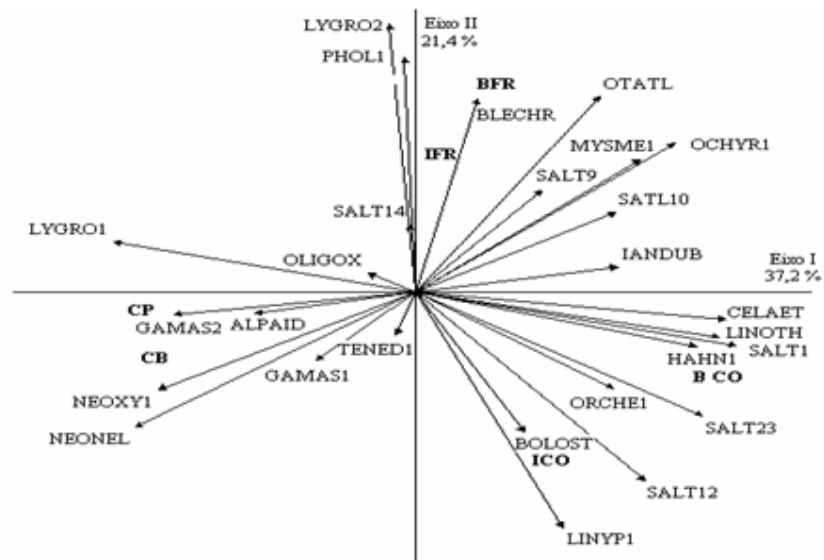 LYGRO2
Eixo II
21,4 %
PHOL1
BFR
OTATL
BLECHR
MYSME1
OCHYR1
IFR
SALT9
SATL10
SALT14
LYGRO1
OLIGOX
IANDUB
Eixo I
37,2 %
CP
CELAET
GAMAS2
ALPAID
LINOTH
TENED1
HAHN1
SALT1
CB
GAMAS1
B CO
NEOXY1
ORCHE1
SALT23
NEONEL
BOLOST
ICO
SALT12
LINYP1